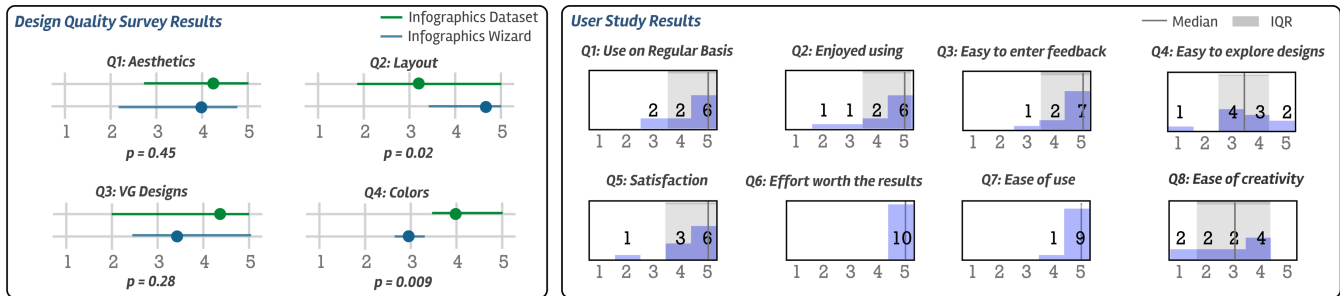 Design Quality Survey Results
Infographics Dataset
Infographics Wizard
Q1: Aesthetics
1 2 3 4 5
p = 0.45
Q2: Layout
1 2 3 4 5
p = 0.02
Q3: VG Designs
1 2 3 4 5
p = 0.28
Q4: Colors
1 2 3 4 5
p = 0.009
User Study Results
Median
IQR
Q1: Use on Regular Basis
2 2 6
1 2 3 4 5
Q2: Enjoyed using
1 1 2 6
1 2 3 4 5
Q3: Easy to enter feedback
1 2 7
1 2 3 4 5
Q4: Easy to explore designs
1 4 3 2
1 2 3 4 5
Q5: Satisfaction
1 3 6
1 2 3 4 5
Q6: Effort worth the results
10
1 2 3 4 5
Q7: Ease of use
1 9
1 2 3 4 5
Q8: Ease of creativity
2 2 2 4
1 2 3 4 5